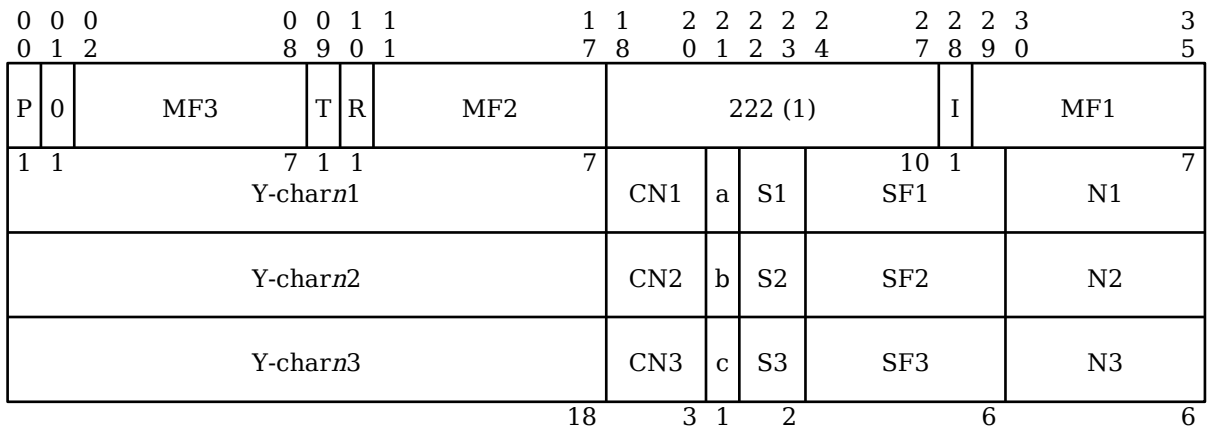 0 0 0 0 0 1 1 1 1 2 2 2 2 2 2 2 2 3 3
0 1 2 8 9 0 1 7 8 0 1 2 3 4 7 8 9 0 5
P 0 MF3 T R MF2 222 (1) I MF1
1 1 7 1 1 7 10 1 7
Y-charn1 CN1 a S1 SF1 N1
Y-charn2 CN2 b S2 SF2 N2
Y-charn3 CN3 c S3 SF3 N3
18 3 1 2 6 6